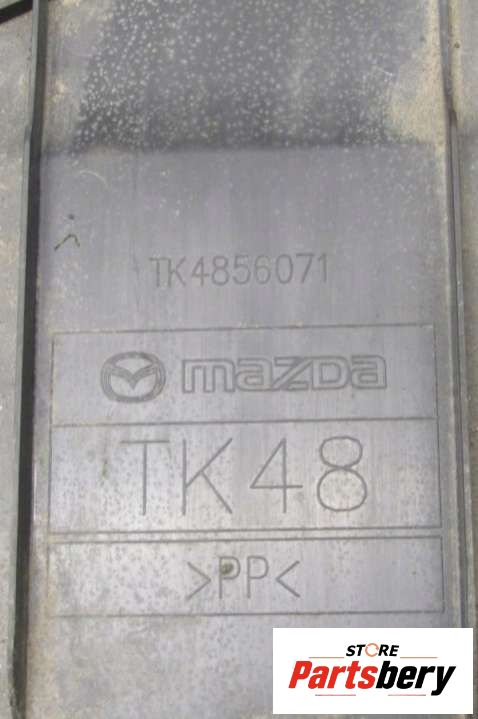 TK4856071
mazda
TK48
>PP<
STORE
Partsbery